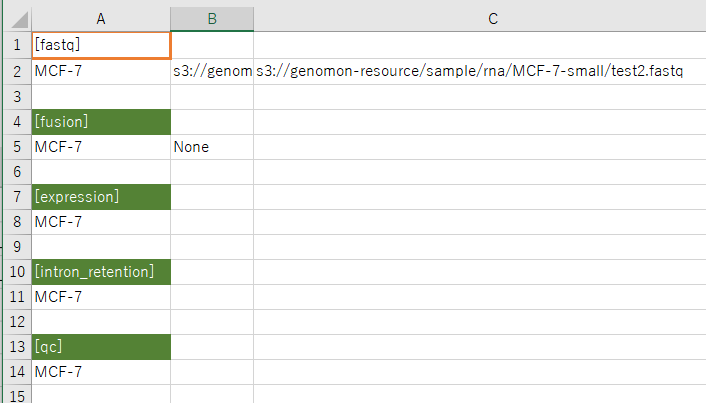 A B C
1 [fastq]
2 MCF-7 s3://genom s3://genomon-resource/sample/rna/MCF-7-small/test2.fastq
3
4 [fusion]
5 MCF-7 None
6
7 [expression]
8 MCF-7
9
10 [intron_retention]
11 MCF-7
12
13 [qc]
14 MCF-7
15